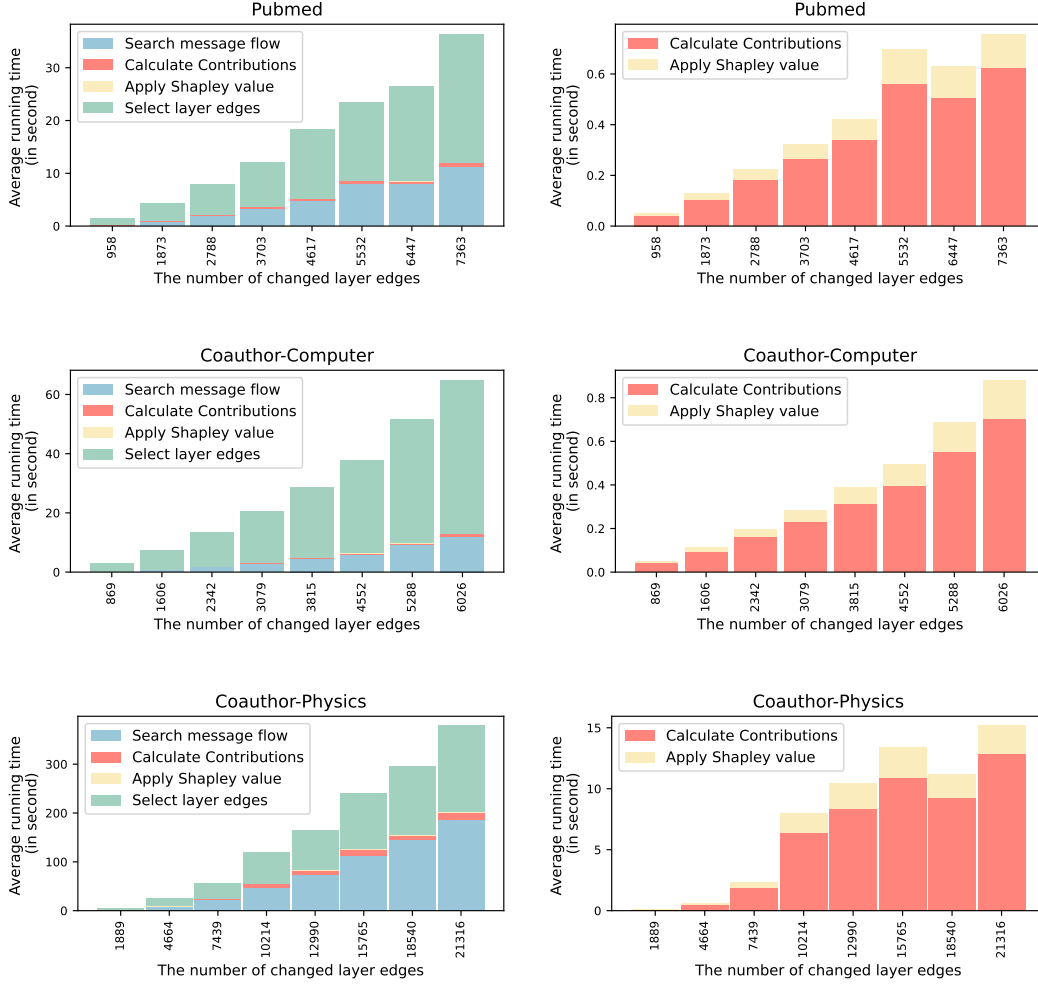 Pubmed
Average running time
(in second)
30
20
10
0
Search message flow
Calculate Contributions
Apply Shapley value
Select layer edges
958
1873
2788
3703
4617
5532
6447
7363
The number of changed layer edges
Pubmed
Average running time
(in second)
0.6
0.4
0.2
0.0
Calculate Contributions
Apply Shapley value
958
1873
2788
3703
4617
5532
6447
7363
The number of changed layer edges
Coauthor-Computer
Average running time
(in second)
60
40
20
0
Search message flow
Calculate Contributions
Apply Shapley value
Select layer edges
869
1606
2342
3079
3815
4552
5288
6026
The number of changed layer edges
Coauthor-Computer
Average running time
(in second)
0.8
0.6
0.4
0.2
0.0
Calculate Contributions
Apply Shapley value
869
1606
2342
3079
3815
4552
5288
6026
The number of changed layer edges
Coauthor-Physics
Average running time
(in second)
300
200
100
0
Search message flow
Calculate Contributions
Apply Shapley value
Select layer edges
1889
4664
7439
10214
12990
15765
18540
21316
The number of changed layer edges
Coauthor-Physics
Average running time
(in second)
15
10
5
0
Calculate Contributions
Apply Shapley value
1889
4664
7439
10214
12990
15765
18540
21316
The number of changed layer edges